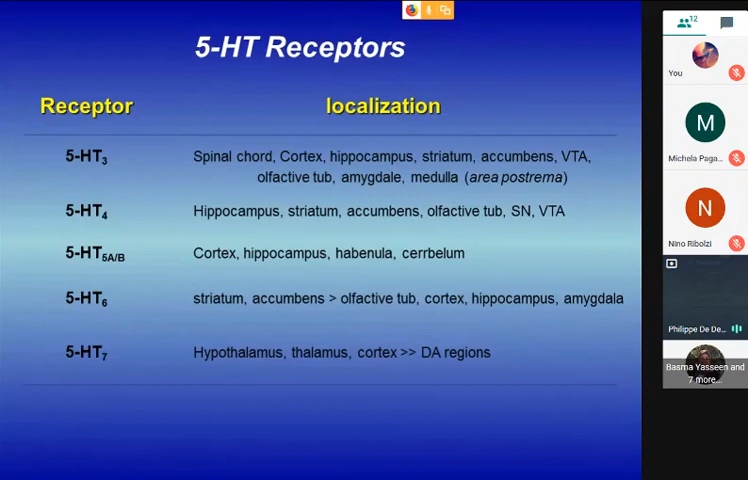 12
5-HT Receptors
Receptor localization
5-HT3 Spinal chord, Cortex, hippocampus, striatum, accumbens, VTA,
olfactive tub, amygdale, medulla (area postrema)
5-HT4 Hippocampus, striatum, accumbens, olfactive tub, SN, VTA
5-HT5A/B Cortex, hippocampus, habenula, cerrbelum
5-HT6 striatum, accumbens > olfactive tub, cortex, hippocampus, amygdala
5-HT7 Hypothalamus, thalamus, cortex >> DA regions
You
M
Michela Paga...
N
Nino Ribolzi
Philippe De De...
Basma Yasseen and
7 more...